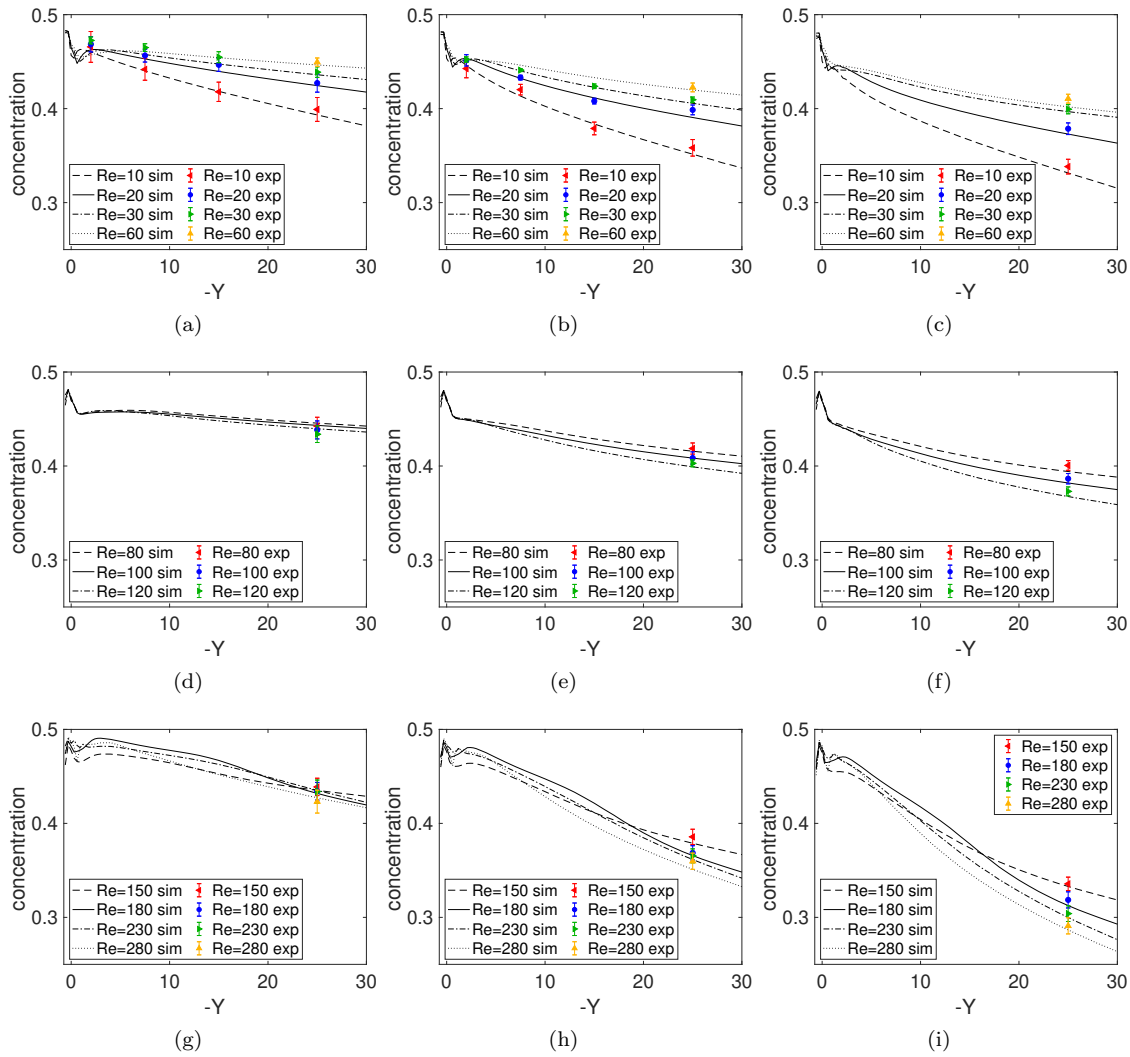 0.5
0.4
0.3
concentration
Re=10 sim Re=10 exp
Re=20 sim Re=20 exp
Re=30 sim Re=30 exp
Re=60 sim Re=60 exp
0 10 20 30
-Y
(a)
0.5
0.4
0.3
concentration
Re=10 sim Re=10 exp
Re=20 sim Re=20 exp
Re=30 sim Re=30 exp
Re=60 sim Re=60 exp
0 10 20 30
-Y
(b)
0.5
0.4
0.3
concentration
Re=10 sim Re=10 exp
Re=20 sim Re=20 exp
Re=30 sim Re=30 exp
Re=60 sim Re=60 exp
0 10 20 30
-Y
(c)
0.5
0.4
0.3
concentration
Re=80 sim Re=80 exp
Re=100 sim Re=100 exp
Re=120 sim Re=120 exp
0 10 20 30
-Y
(d)
0.5
0.4
0.3
concentration
Re=80 sim Re=80 exp
Re=100 sim Re=100 exp
Re=120 sim Re=120 exp
0 10 20 30
-Y
(e)
0.5
0.4
0.3
concentration
Re=80 sim Re=80 exp
Re=100 sim Re=100 exp
Re=120 sim Re=120 exp
0 10 20 30
-Y
(f)
0.5
0.4
0.3
concentration
Re=150 sim Re=150 exp
Re=180 sim Re=180 exp
Re=230 sim Re=230 exp
Re=280 sim Re=280 exp
0 10 20 30
-Y
(g)
0.5
0.4
0.3
concentration
Re=150 sim Re=150 exp
Re=180 sim Re=180 exp
Re=230 sim Re=230 exp
Re=280 sim Re=280 exp
0 10 20 30
-Y
(h)
0.5
0.4
0.3
concentration
Re=150 exp
Re=180 exp
Re=230 exp
Re=280 exp
Re=150 sim
Re=180 sim
Re=230 sim
Re=280 sim
0 10 20 30
-Y
(i)